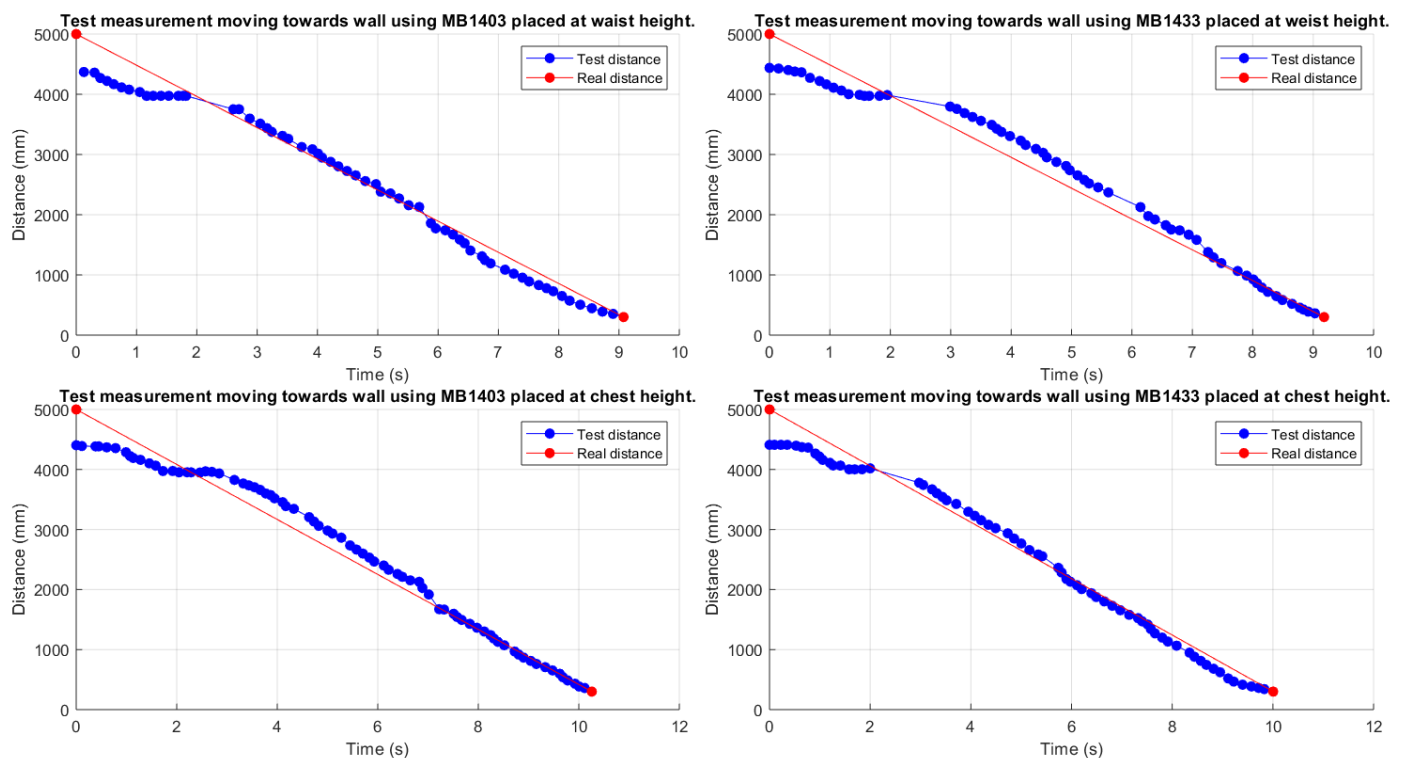 Test measurement moving towards wall using MB1403 placed at waist height.
5000
4000
3000
2000
1000
0
Distance (mm)
Test distance
Real distance
0 1 2 3 4 5 6 7 8 9 10
Time (s)
Test measurement moving towards wall using MB1433 placed at weist height.
5000
4000
3000
2000
1000
0
Distance (mm)
Test distance
Real distance
0 1 2 3 4 5 6 7 8 9 10
Time (s)
Test measurement moving towards wall using MB1403 placed at chest height.
5000
4000
3000
2000
1000
0
Distance (mm)
Test distance
Real distance
0 2 4 6 8 10 12
Time (s)
Test measurement moving towards wall using MB1433 placed at chest height.
5000
4000
3000
2000
1000
0
Distance (mm)
Test distance
Real distance
0 2 4 6 8 10 12
Time (s)